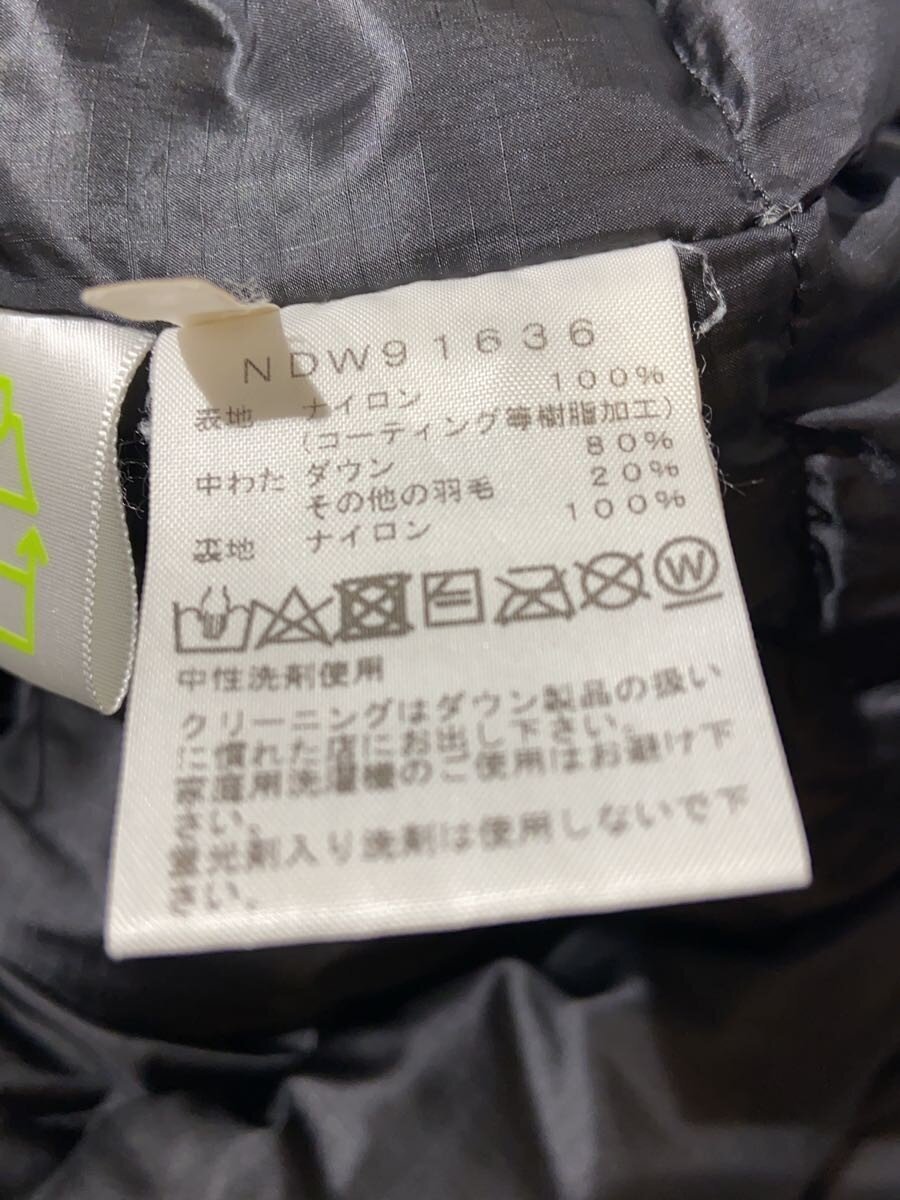 NDW91636
表地 ナイロン 100%
(コーティング等樹脂加工)
中わた ダウン 80%
その他の羽毛 20%
裏地 ナイロン 100%
W
中性洗剤使用
クリーニングはダウン製品の扱い
に慣れた店にお出し下さい。
家庭用洗濯機のご使用はお避け下
さい。
蛍光剤入り洗剤は使用しないで下
さい。